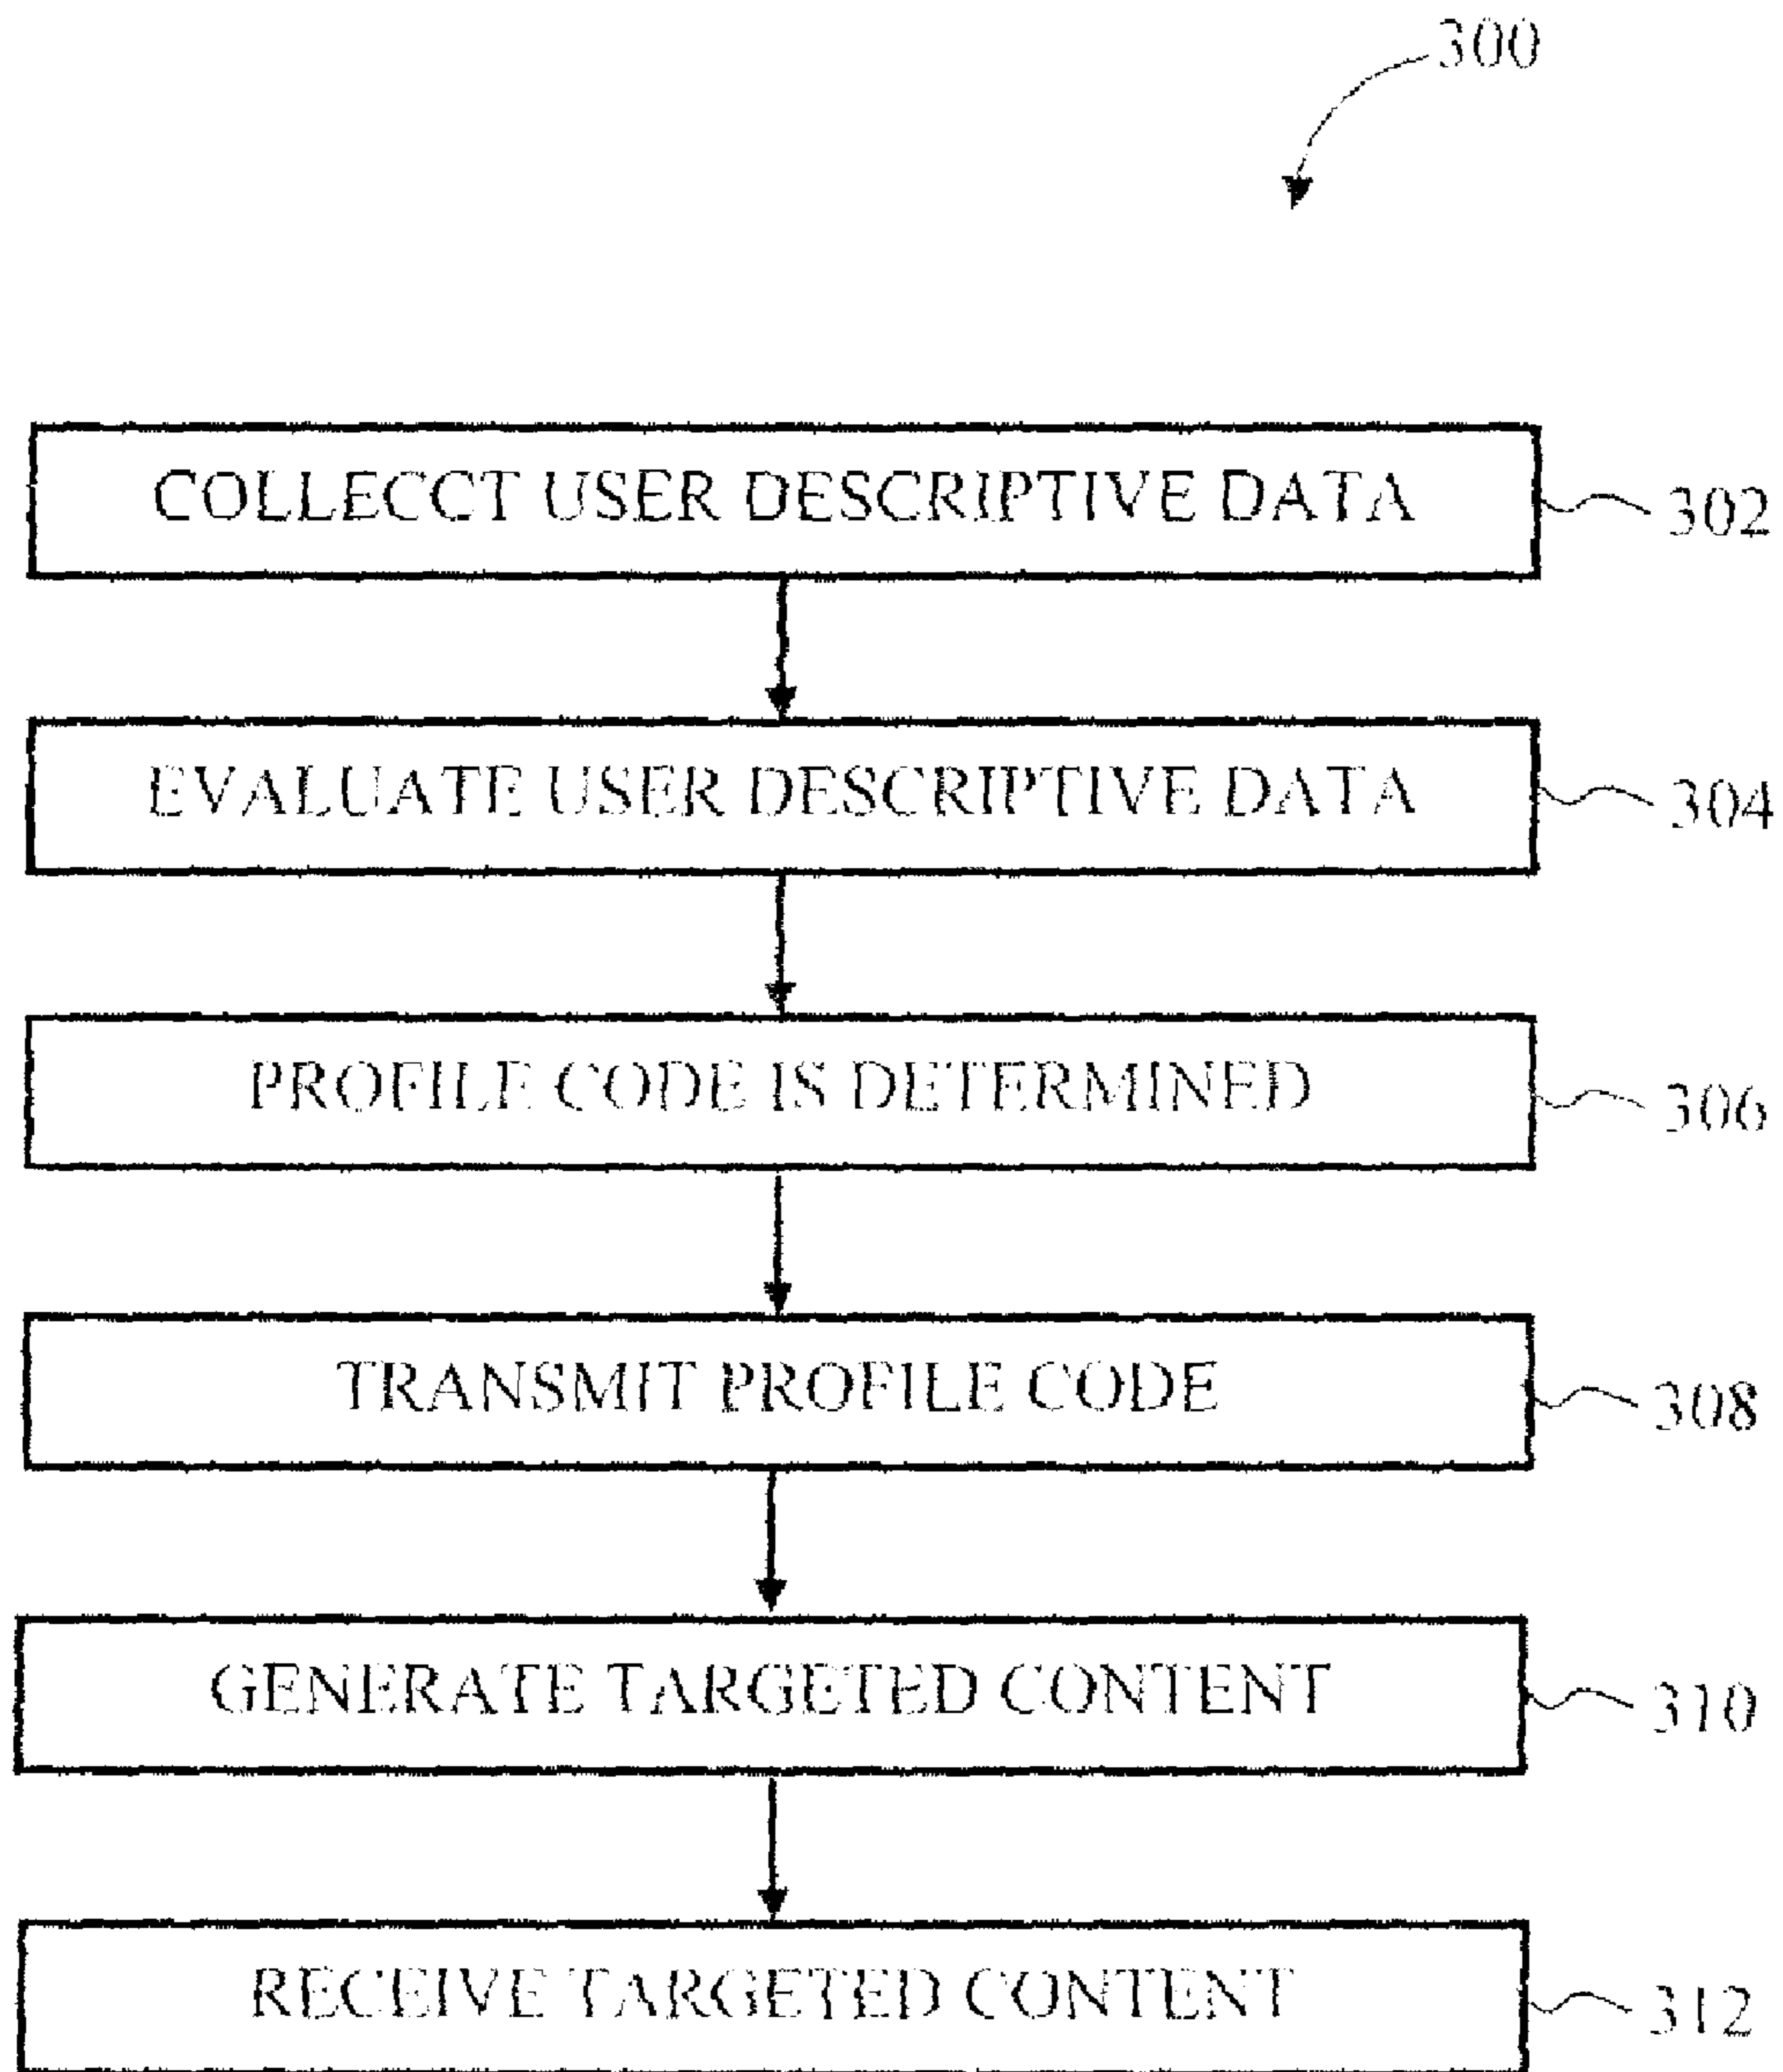 300
COLLECCT USER DESCRIPTIVE DATA 302
EVALUATE USER DESCRIPTIVE DATA 304
PROFILE CODE IS DETERMINED 306
TRANSMIT PROFILE CODE 308
GENERATE TARGETED CONTENT 310
RECEIVE TARGETED CONTENT 312